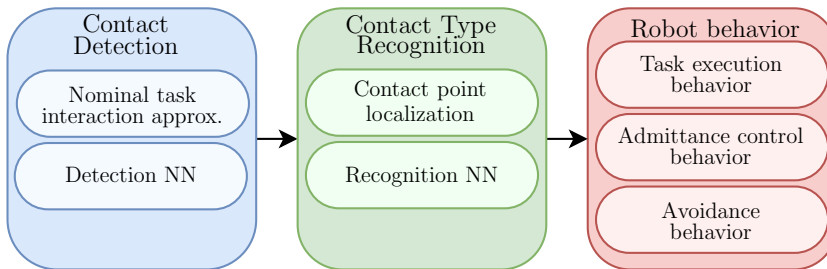 Contact
Detection
Nominal task
interaction approx.
Detection NN
Contact Type
Recognition
Contact point
localization
Recognition NN
Robot behavior
Task execution
behavior
Admittance control
behavior
Avoidance
behavior